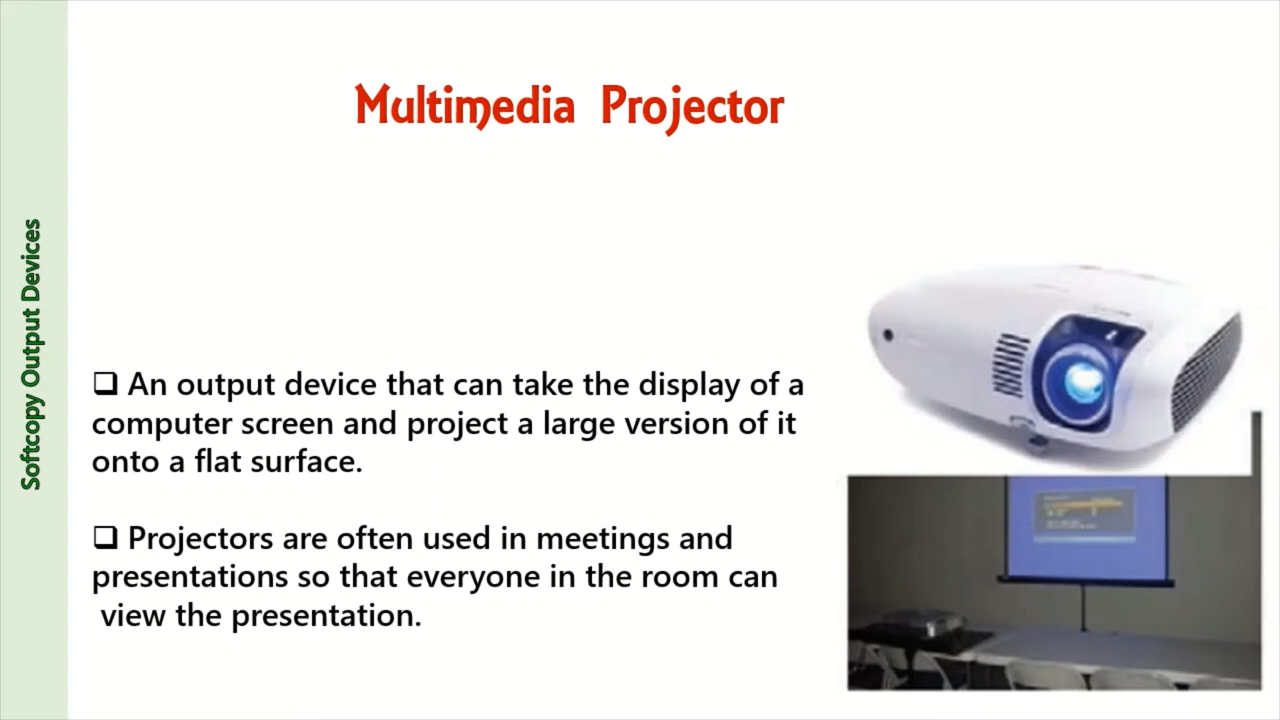 Multimedia Projector
Softcopy Output Devices
❑ An output device that can take the display of a
computer screen and project a large version of it
onto a flat surface.
❑ Projectors are often used in meetings and
presentations so that everyone in the room can
view the presentation.